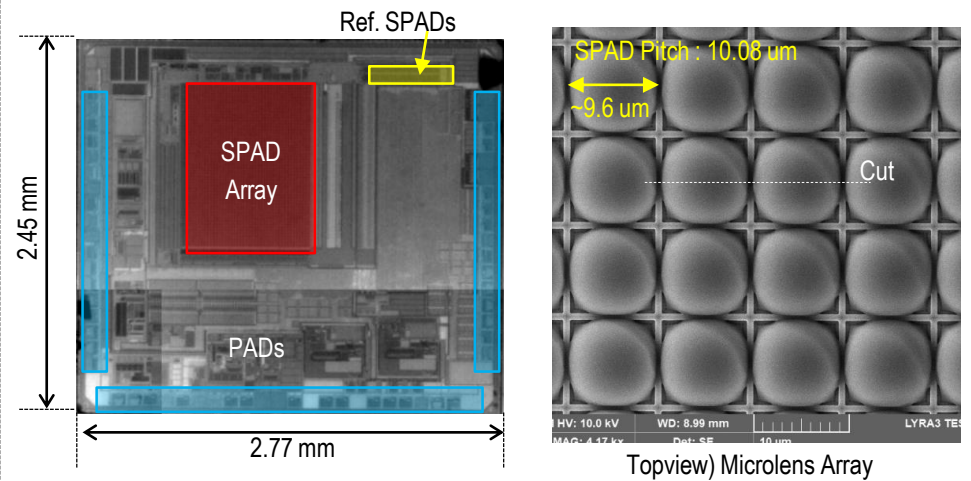 Ref. SPADs
SPAD
Array
PADs
2.45 mm
2.77 mm
SPAD Pitch : 10.08 um
~9.6 um
Cut
HV: 10.0 kV
WD: 8.99 mm
LYRA3 TES
MAG: 4.17 kx
Det: SE
10 um
Topview) Microlens Array